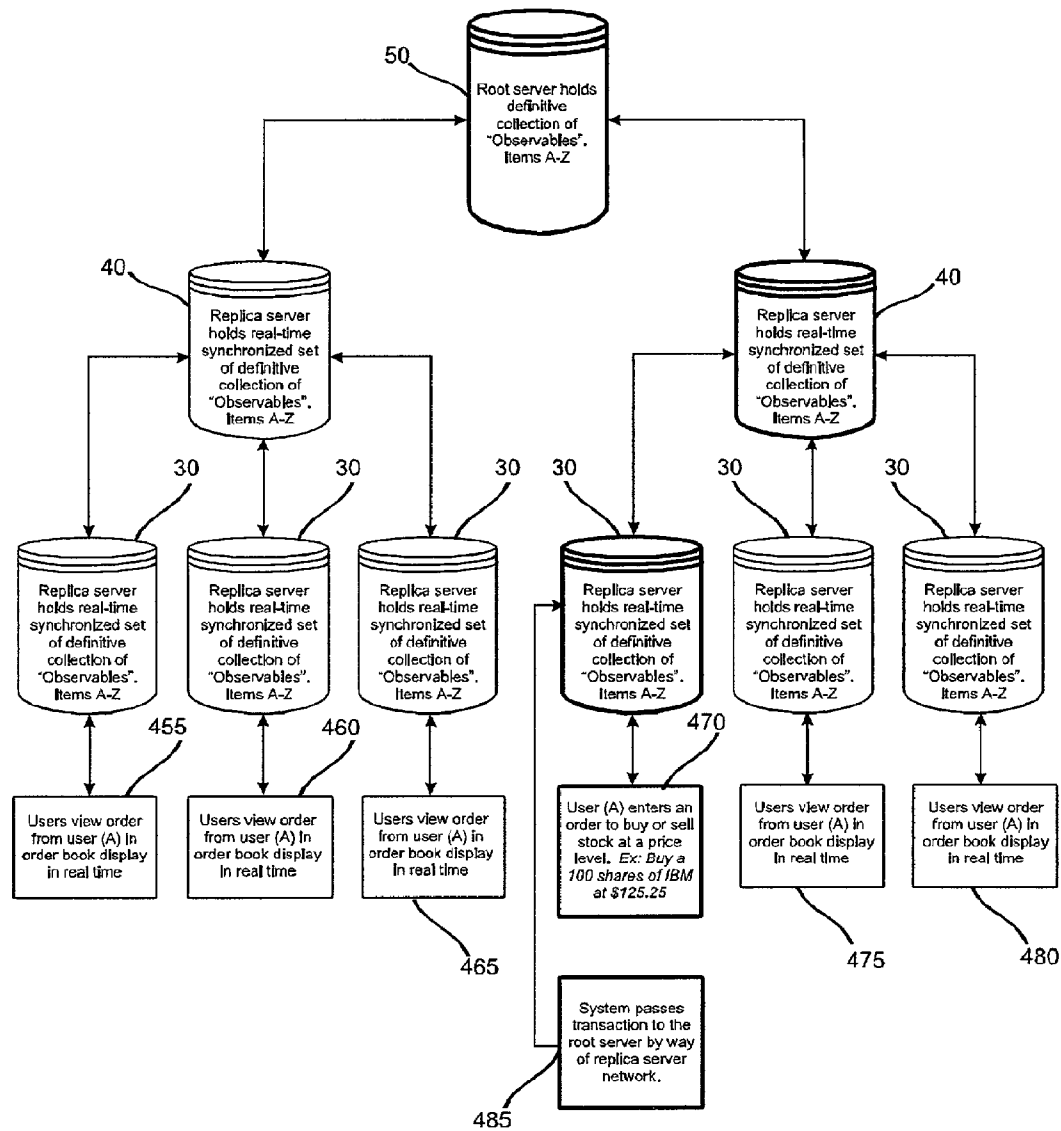 50
Root server holds
definitive
collection of
"Observables".
Items A-Z
40
40
Replica server
holds real-time
synchronized set
of definitive
collection of
"Observables".
Items A-Z
Replica server
holds real-time
synchronized set
of definitive
collection of
"Observables".
Items A-Z
30
30
30
30
30
30
Replica server
holds real-time
synchronized set
of definitive
collection of
"Observables".
Items A-Z
Replica server
holds real-time
synchronized set
of definitive
collection of
"Observables".
Items A-Z
Replica server
holds real-time
synchronized set
of definitive
collection of
"Observables".
Items A-Z
Replica server
holds real-time
synchronized set
of definitive
collection of
"Observables".
Items A-Z
Replica server
holds real-time
synchronized set
of definitive
collection of
"Observables".
Items A-Z
Replica server
holds real-time
synchronized set
of definitive
collection of
"Observables".
Items A-Z
455
460
470
Users view order
from user (A) in
order book display
in real time
Users view order
from user (A) in
order book display
in real time
Users view order
from user (A) in
order book display
in real time
User (A) enters an
order to buy or sell
stock at a price
level. Ex: Buy a
100 shares of IBM
at $125.25
Users view order
from user (A) in
order book display
in real time
Users view order
from user (A) in
order book display
in real time
465
475
480
System passes
transaction to the
root server by way
of replica server
network.
485